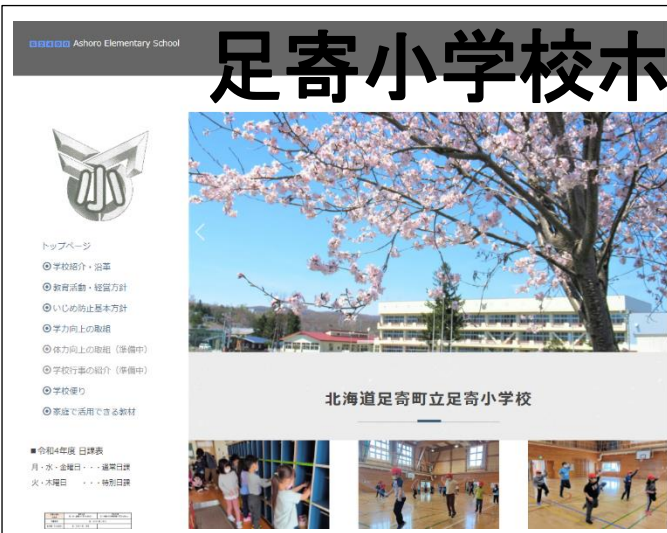 Ashoro Elementary School
足寄小学校ホ
小
トップページ
学校紹介・沿革
教育活動・経営方針
いじめ防止基本方針
学力向上の取組
体力向上の取組（準備中）
学校行事の紹介（準備中）
学校便り
家庭で活用できる教材
北海道足寄町立足寄小学校
■令和4年度 日課表
月・水・金曜日・・・通常日課
火・木曜日　・・・特別日課